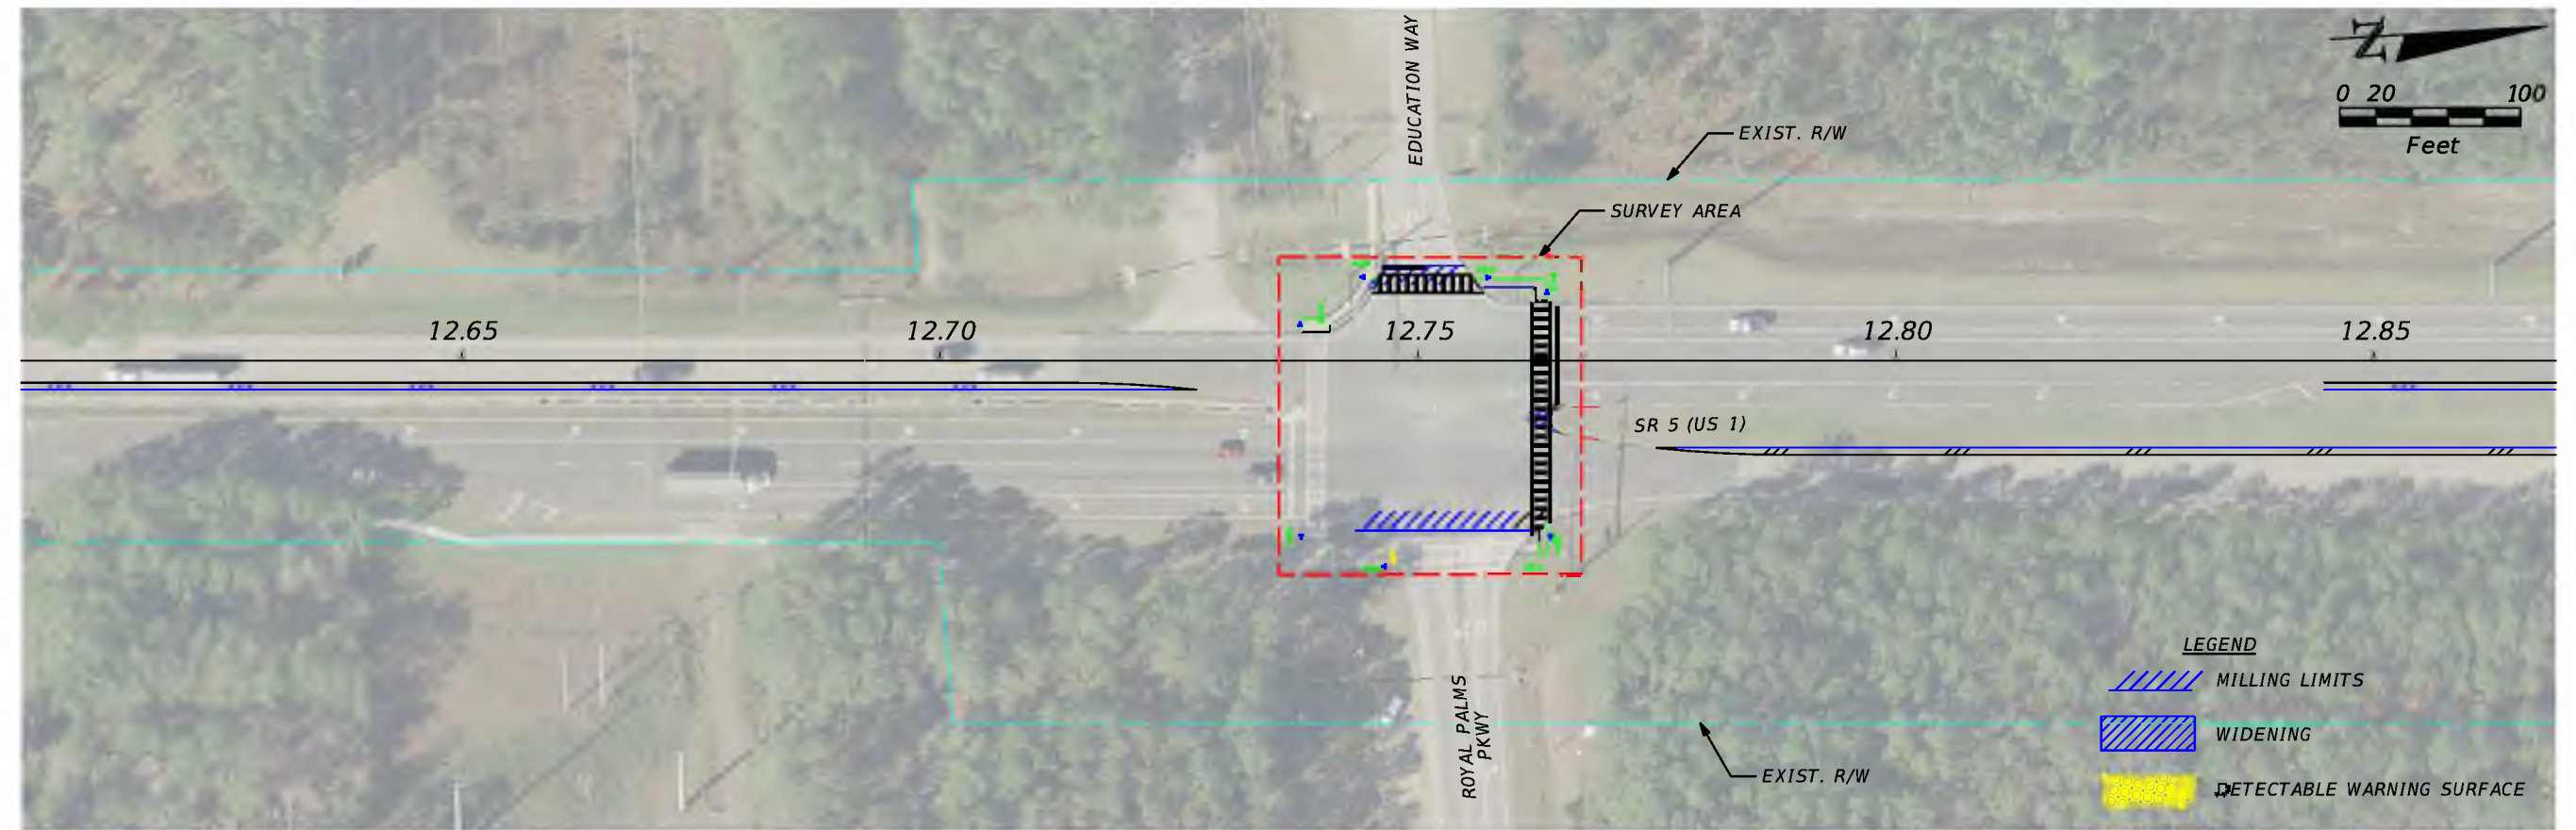 EDUCATION WAY
N
0 20 100
Feet
EXIST. R/W
SURVEY AREA
12.65 12.70 12.75 12.80 12.85
SR 5 (US 1)
ROYAL PALMS
PKWY
EXIST. R/W
LEGEND
MILLING LIMITS
WIDENING
DETECTABLE WARNING SURFACE